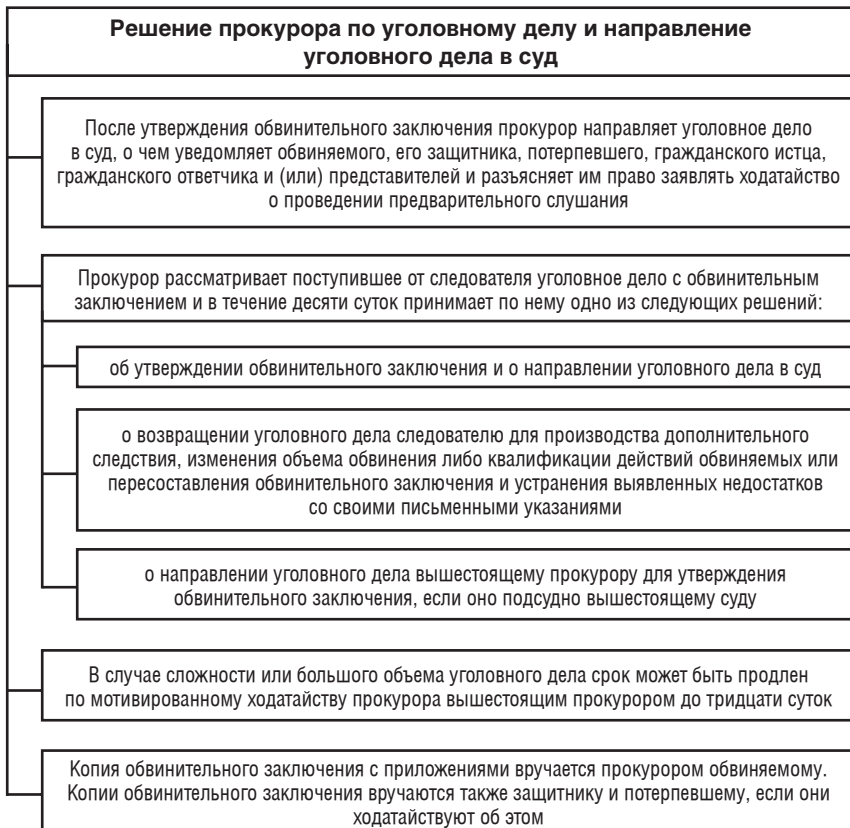 Решение прокурора по уголовному делу и направление
уголовного дела в суд
После утверждения обвинительного заключения прокурор направляет уголовное дело
в суд, о чем уведомляет обвиняемого, его защитника, потерпевшего, гражданского истца,
гражданского ответчика и (или) представителей и разъясняет им право заявлять ходатайство
о проведении предварительного слушания
Прокурор рассматривает поступившее от следователя уголовное дело с обвинительным
заключением и в течение десяти суток принимает по нему одно из следующих решений:
об утверждении обвинительного заключения и о направлении уголовного дела в суд
о возвращении уголовного дела следователю для производства дополнительного
следствия, изменения объема обвинения либо квалификации действий обвиняемых или
пересоставления обвинительного заключения и устранения выявленных недостатков
со своими письменными указаниями
о направлении уголовного дела вышестоящему прокурору для утверждения
обвинительного заключения, если оно подсудно вышестоящему суду
В случае сложности или большого объема уголовного дела срок может быть продлен
по мотивированному ходатайству прокурора вышестоящим прокурором до тридцати суток
Копия обвинительного заключения с приложениями вручается прокурором обвиняемому.
Копии обвинительного заключения вручаются также защитнику и потерпевшему, если они
ходатайствуют об этом